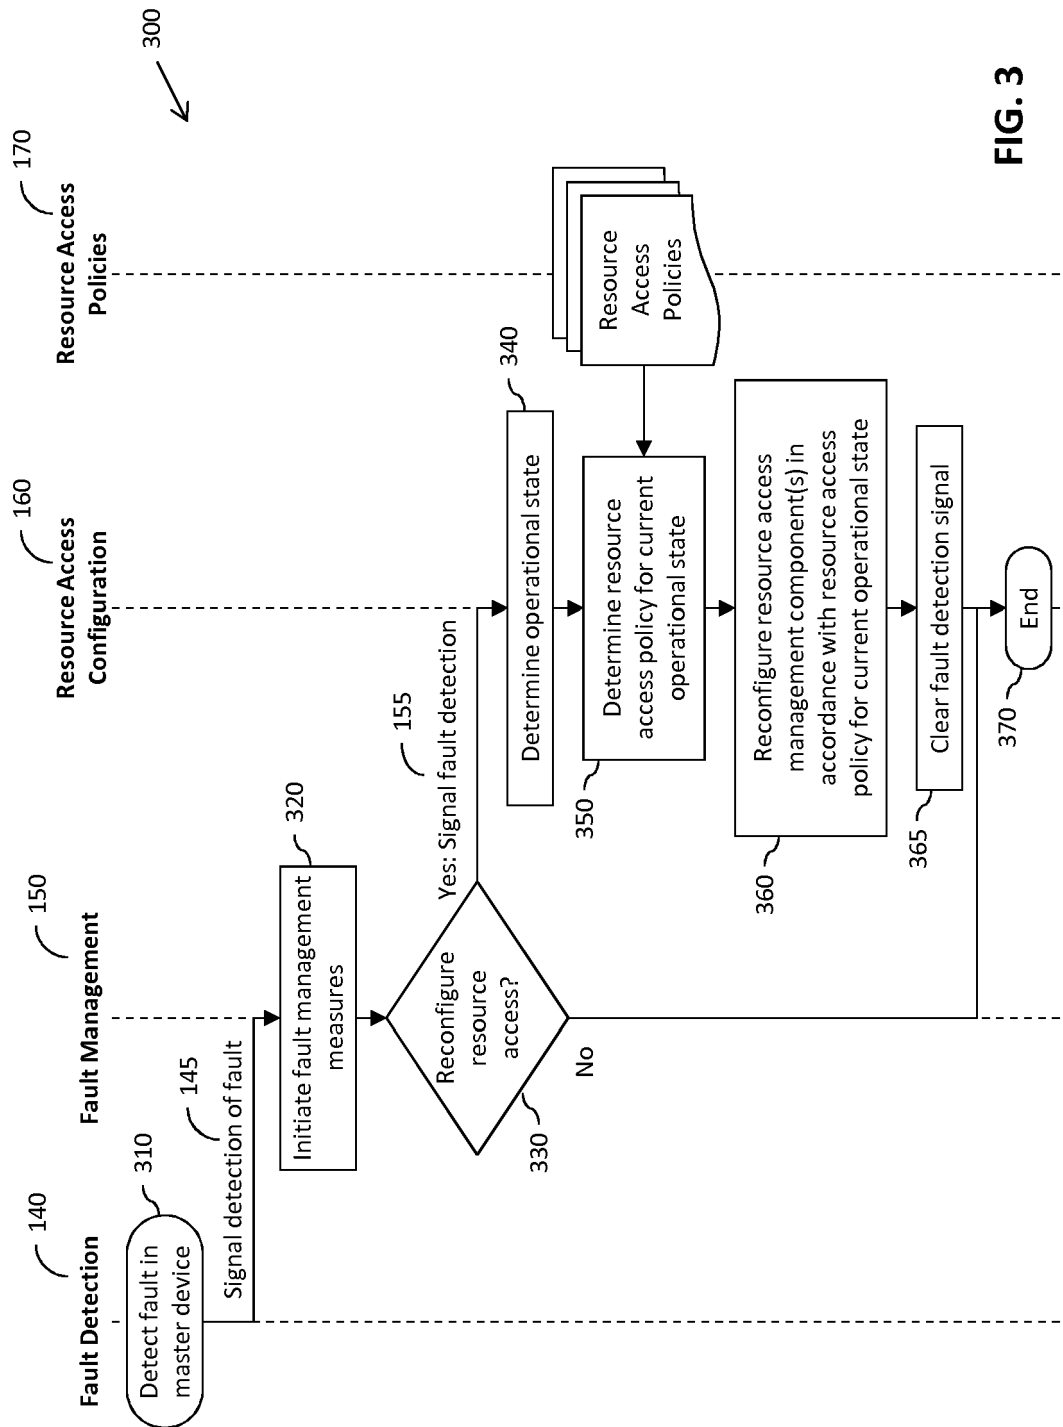 300
140
150
160
170
Fault Detection
Fault Management
Resource Access
Configuration
Resource Access
Policies
310
Detect fault in
master device
145
Signal detection of fault
320
Initiate fault management
measures
155
Yes: Signal fault detection
Reconfigure
resource
access?
330
No
340
Determine operational state
350
Determine resource
access policy for current
operational state
Resource
Access
Policies
360
Reconfigure resource access
management component(s) in
accordance with resource access
policy for current operational state
365
Clear fault detection signal
370
End
FIG. 3